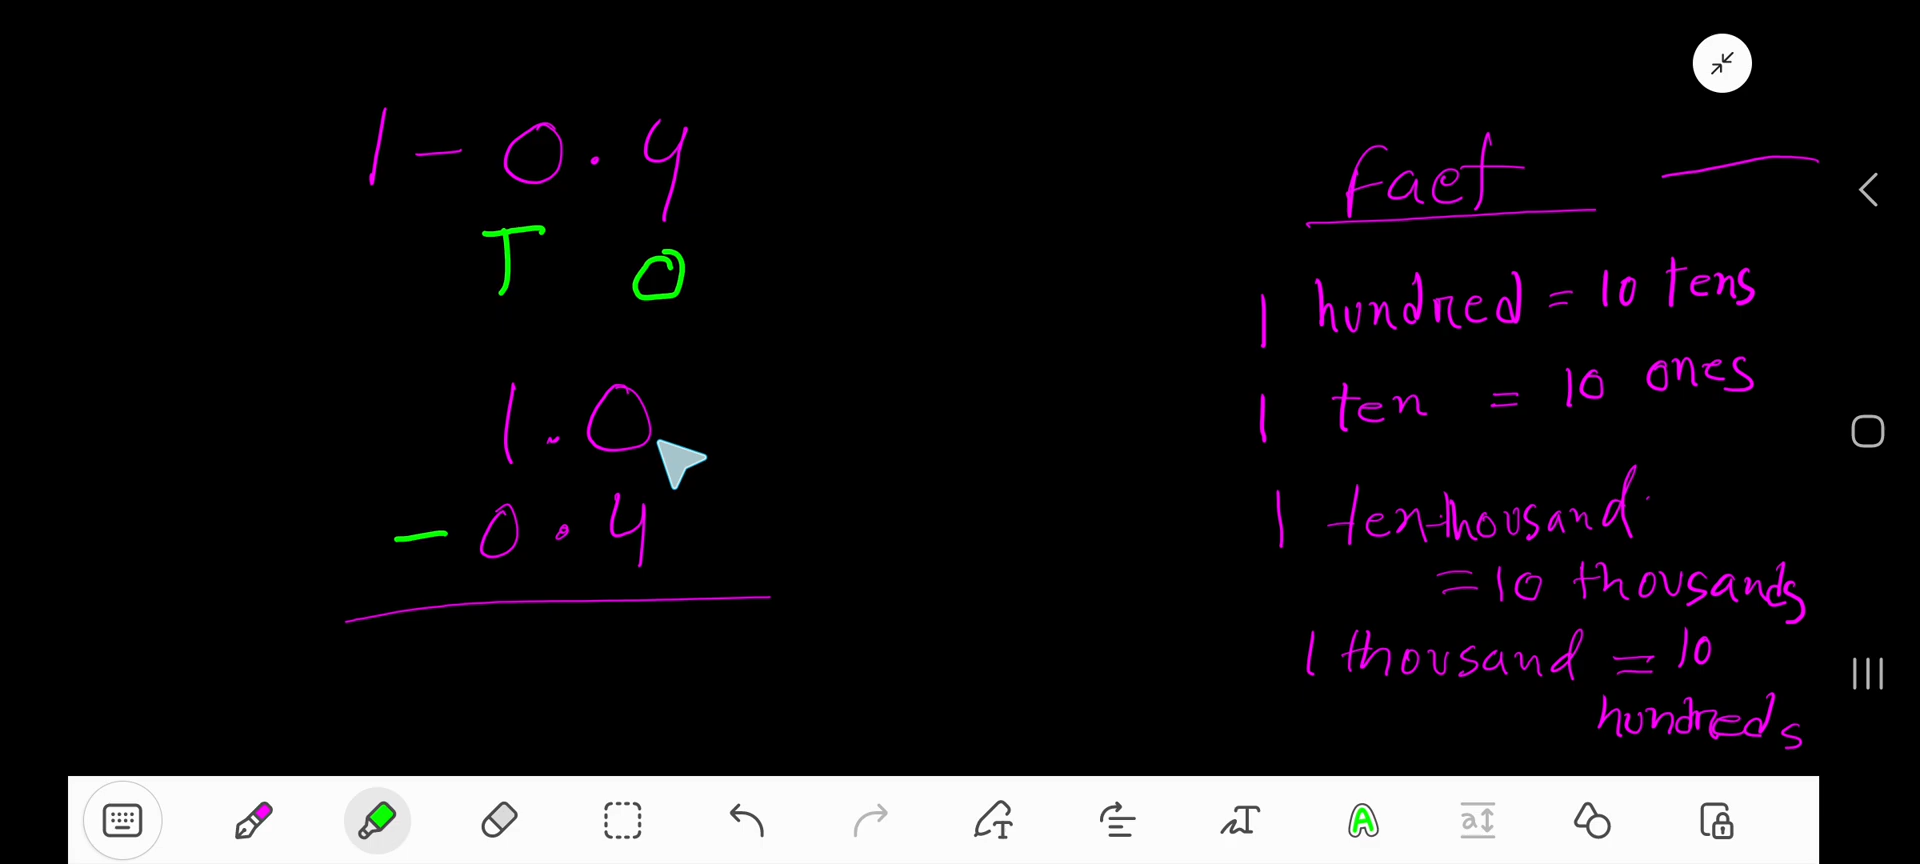 1 - 0.4
T O
1.0
- 0.4
fact
1 hundred = 10 tens
1 ten = 10 ones
1 ten-thousand
= 10 thousands
1 thousand = 10
hundreds